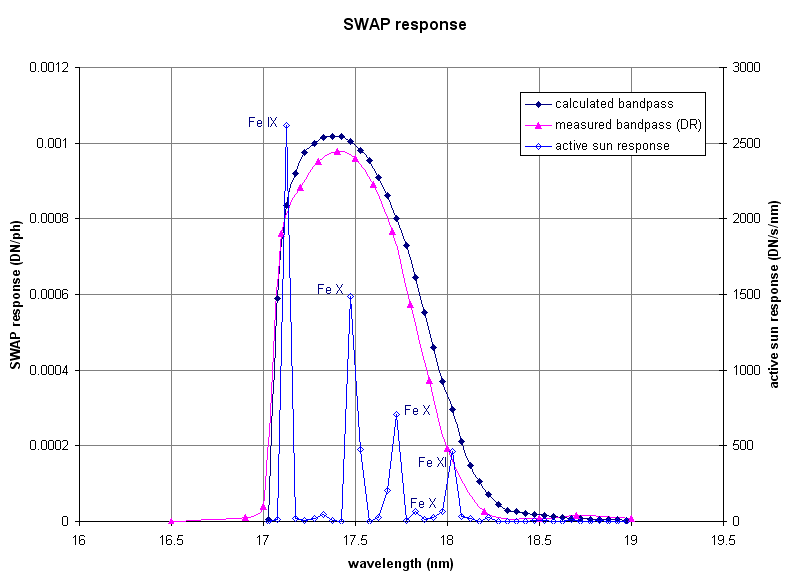 SWAP response
0.0012
0.001
0.0008
0.0006
0.0004
0.0002
0
SWAP response (DN/ph)
3000
2500
2000
1500
1000
500
0
active sun response (DN/s/nm)
calculated bandpass
measured bandpass (DR)
active sun response
Fe IX
Fe X
Fe X
Fe XI
Fe X
16 16.5 17 17.5 18 18.5 19 19.5
wavelength (nm)